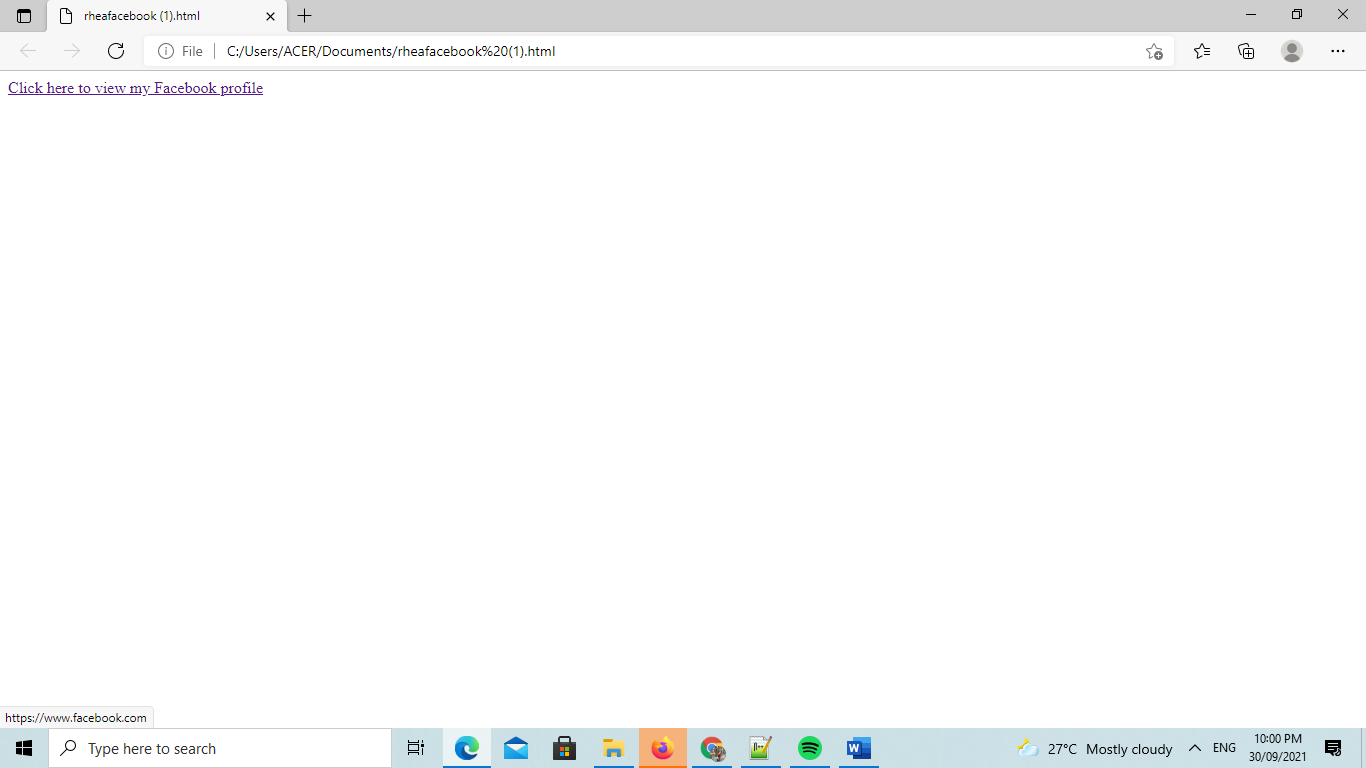 rheafacebook (1).html
File
C:/Users/ACER/Documents/rheafacebook%20(1).html
Click here to view my Facebook profile
https://www.facebook.com
Type here to search
27°C Mostly cloudy
ENG
10:00 PM
30/09/2021